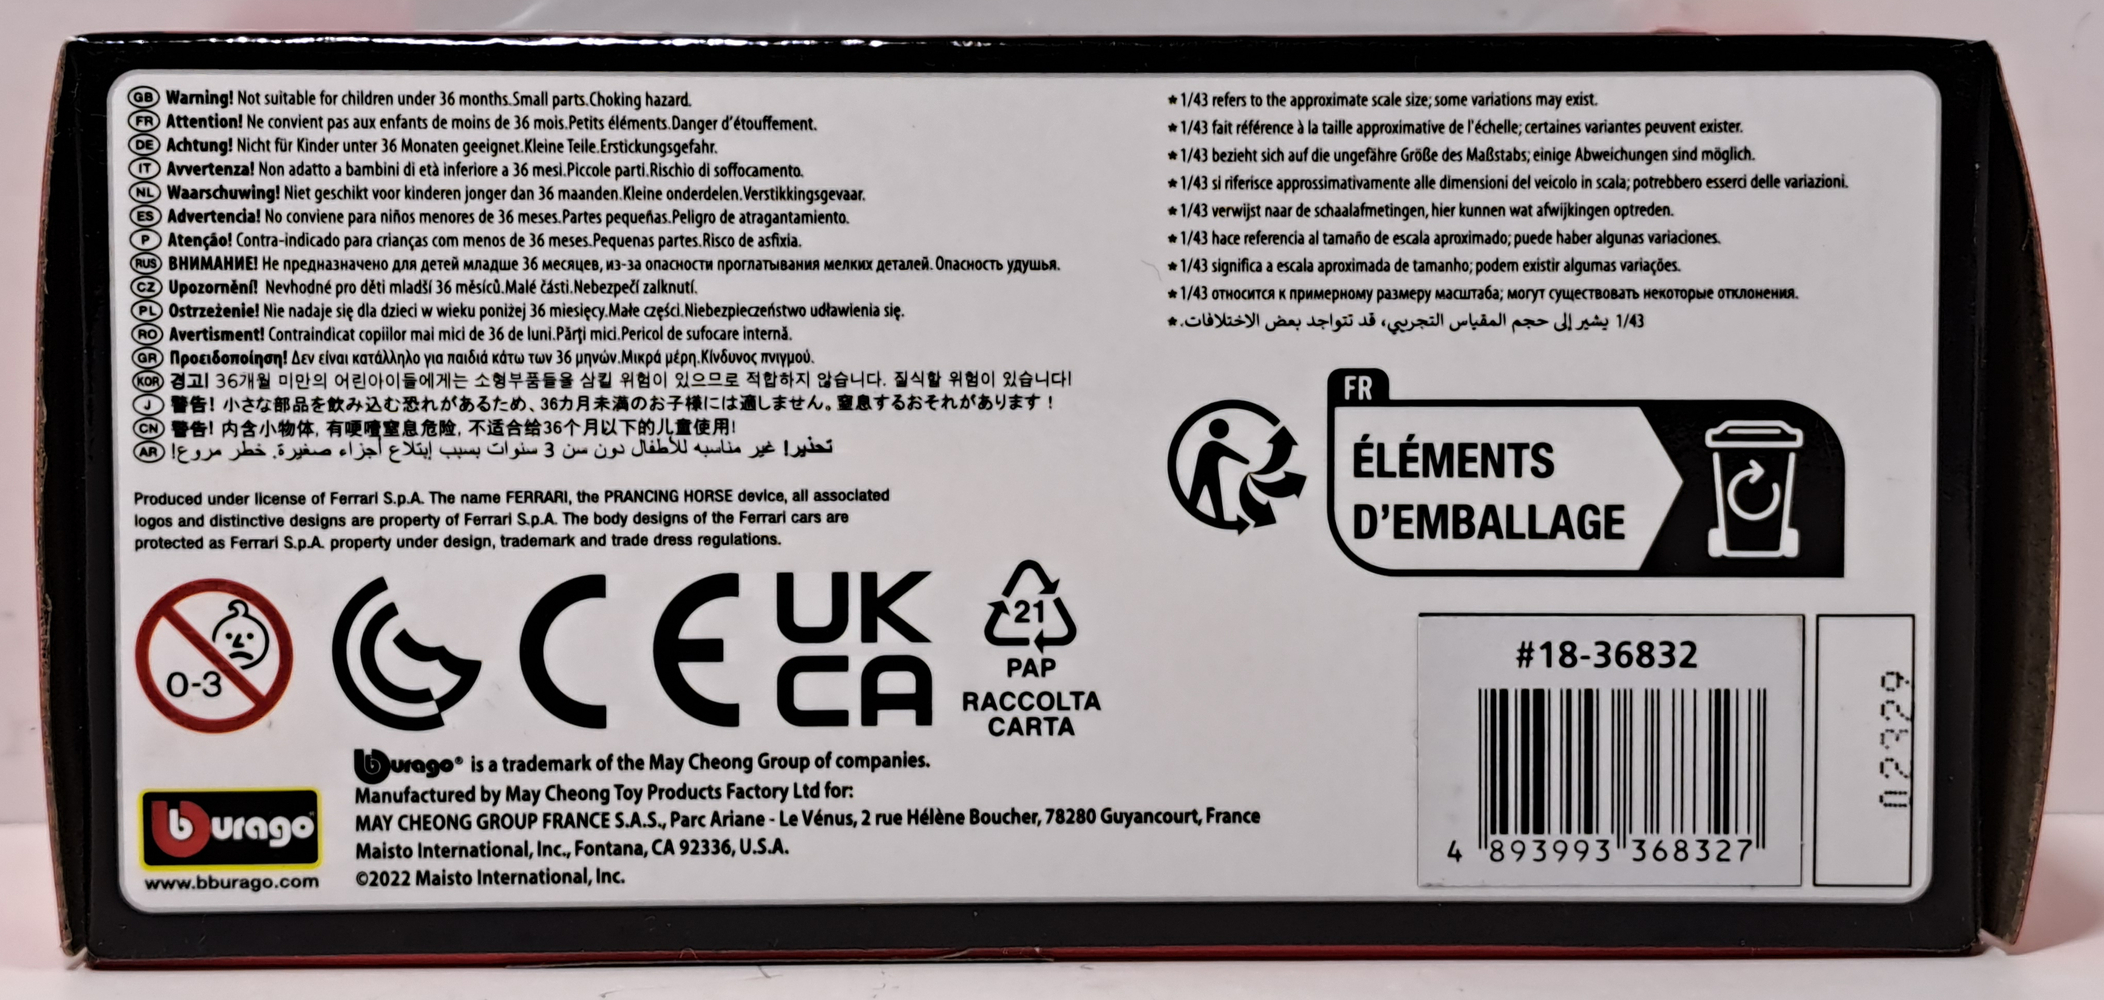 GB Warning! Not suitable for children under 36 months.Small parts.Choking hazard.
FR Attention! Ne convient pas aux enfants de moins de 36 mois.Petits éléments.Danger d'étouffement.
DE Achtung! Nicht für Kinder unter 36 Monaten geeignet.Kleine Teile.Erstickungsgefahr.
IT Avvertenza! Non adatto a bambini di età inferiore a 36 mesi.Piccole parti.Rischio di soffocamento.
NL Waarschuwing! Niet geschikt voor kinderen jonger dan 36 maanden.Kleine onderdelen.Verstikkingsgevaar.
ES Advertencia! No conviene para niños menores de 36 meses.Partes pequeñas.Peligro de atragantamiento.
P Atenção! Contra-indicado para crianças com menos de 36 meses.Pequenas partes.Risco de asfixia.
RUS ВНИМАНИЕ! Не предназначено для детей младше 36 месяцев, из-за опасности проглатывания мелких деталей. Опасность удушья.
CZ Upozornění! Nevhodné pro děti mladší 36 měsíců.Malé části.Nebezpečí zalknutí.
PL Ostrzeżenie! Nie nadaje się dla dzieci w wieku poniżej 36 miesięcy.Małe części.Niebezpieczeństwo udławienia się.
RO Avertisment! Contraindicat copiilor mai mici de 36 de luni.Părţi mici.Pericol de sufocare internă.
GR Προειδοποίηση! Δεν είναι κατάλληλο για παιδιά κάτω των 36 μηνών.Μικρά μέρη.Κίνδυνος πνιγμού.
KOR 경고! 36개월 미만의 어린아이들에게는 소형부품들을 삼킬 위험이 있으므로 적합하지 않습니다. 질식할 위험이 있습니다!
J 警告! 小さな部品を飲み込む恐れがあるため、36カ月未満のお子様には適しません。窒息するおそれがあります!
CN 警告! 内含小物体, 有哽噎窒息危险, 不适合给36个月以下的儿童使用!
AR تحذير! غير مناسبه للأطفال دون سن 3 سنوات بسبب إبتلاع أجزاء صغيرة. خطر مروع!
Produced under license of Ferrari S.p.A. The name FERRARI, the PRANCING HORSE device, all associated
logos and distinctive designs are property of Ferrari S.p.A. The body designs of the Ferrari cars are
protected as Ferrari S.p.A. property under design, trademark and trade dress regulations.
0-3
CE
UK
CA
21
PAP
RACCOLTA
CARTA
burago
www.bburago.com
burago® is a trademark of the May Cheong Group of companies.
Manufactured by May Cheong Toy Products Factory Ltd for:
MAY CHEONG GROUP FRANCE S.A.S., Parc Ariane - Le Vénus, 2 rue Hélène Boucher, 78280 Guyancourt, France
Maisto International, Inc., Fontana, CA 92336, U.S.A.
©2022 Maisto International, Inc.
★ 1/43 refers to the approximate scale size; some variations may exist.
★ 1/43 fait référence à la taille approximative de l'échelle; certaines variantes peuvent exister.
★ 1/43 bezieht sich auf die ungefähre Größe des Maßstabs; einige Abweichungen sind möglich.
★ 1/43 si riferisce approssimativamente alle dimensioni del veicolo in scala; potrebbero esserci delle variazioni.
★ 1/43 verwijst naar de schaalafmetingen, hier kunnen wat afwijkingen optreden.
★ 1/43 hace referencia al tamaño de escala aproximado; puede haber algunas variaciones.
★ 1/43 significa a escala aproximada de tamanho; podem existir algumas variações.
★ 1/43 относится к примерному размеру масштаба; могут существовать некоторые отклонения.
1/43 يشير إلى حجم المقياس التجريبي، قد تتواجد بعض الاختلافات.★
FR
ÉLÉMENTS
D'EMBALLAGE
#18-36832
4 893993 368327
02329